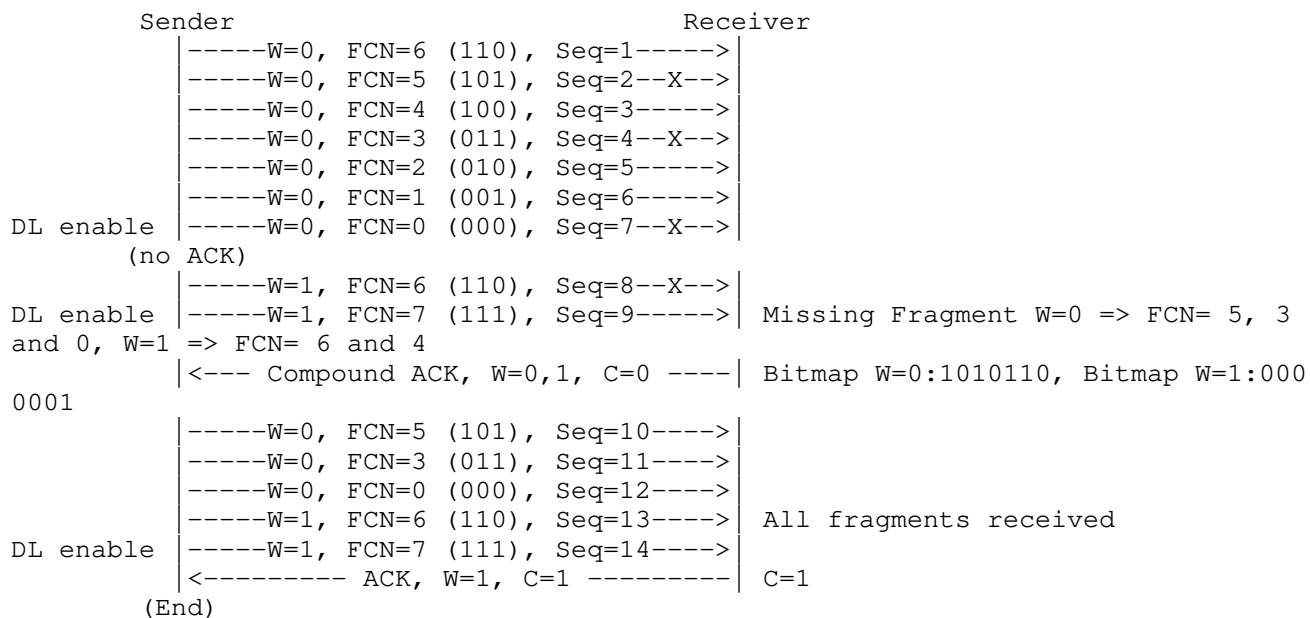 Sender                                  Receiver
          |-----W=0, FCN=6 (110), Seq=1----->|
          |-----W=0, FCN=5 (101), Seq=2--X-->|
          |-----W=0, FCN=4 (100), Seq=3----->|
          |-----W=0, FCN=3 (011), Seq=4--X-->|
          |-----W=0, FCN=2 (010), Seq=5----->|
          |-----W=0, FCN=1 (001), Seq=6----->|
DL enable |-----W=0, FCN=0 (000), Seq=7--X-->|
       (no ACK)
          |-----W=1, FCN=6 (110), Seq=8--X-->|
DL enable |-----W=1, FCN=7 (111), Seq=9----->| Missing Fragment W=0 => FCN= 5, 3
and 0, W=1 => FCN= 6 and 4
          |<--- Compound ACK, W=0,1, C=0 ----| Bitmap W=0:1010110, Bitmap W=1:000
0001
          |-----W=0, FCN=5 (101), Seq=10---->|
          |-----W=0, FCN=3 (011), Seq=11---->|
          |-----W=0, FCN=0 (000), Seq=12---->|
          |-----W=1, FCN=6 (110), Seq=13---->| All fragments received
DL enable |-----W=1, FCN=7 (111), Seq=14---->|
          |<--------- ACK, W=1, C=1 ---------| C=1
        (End)